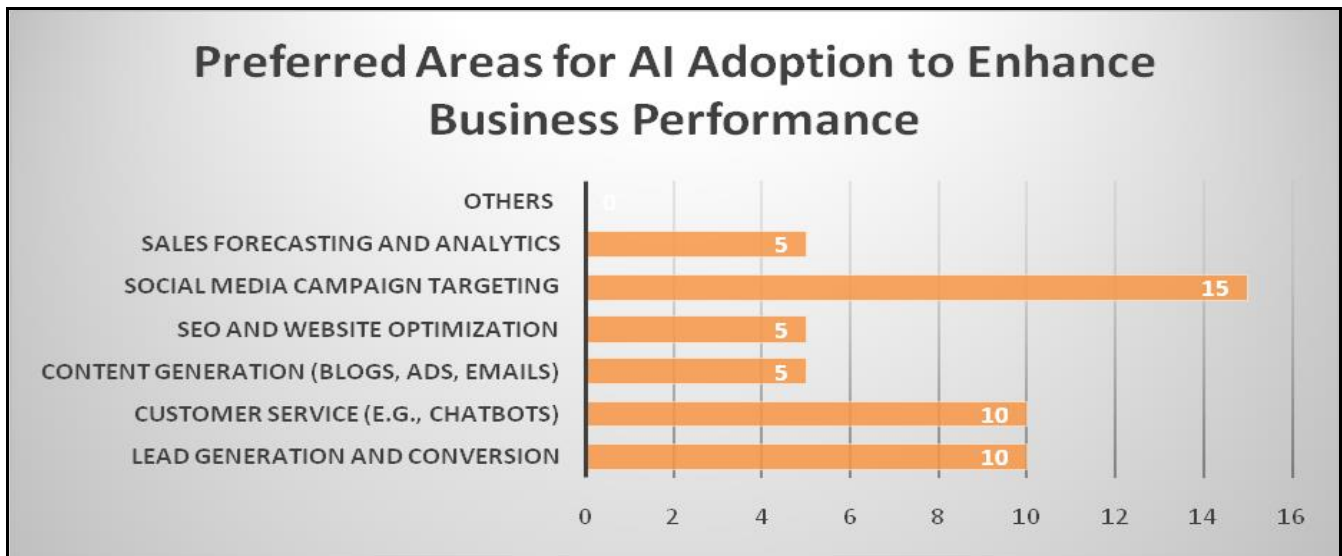 Preferred Areas for AI Adoption to Enhance
Business Performance
OTHERS 0
SALES FORECASTING AND ANALYTICS 5
SOCIAL MEDIA CAMPAIGN TARGETING 15
SEO AND WEBSITE OPTIMIZATION 5
CONTENT GENERATION (BLOGS, ADS, EMAILS) 5
CUSTOMER SERVICE (E.G., CHATBOTS) 10
LEAD GENERATION AND CONVERSION 10
0 2 4 6 8 10 12 14 16